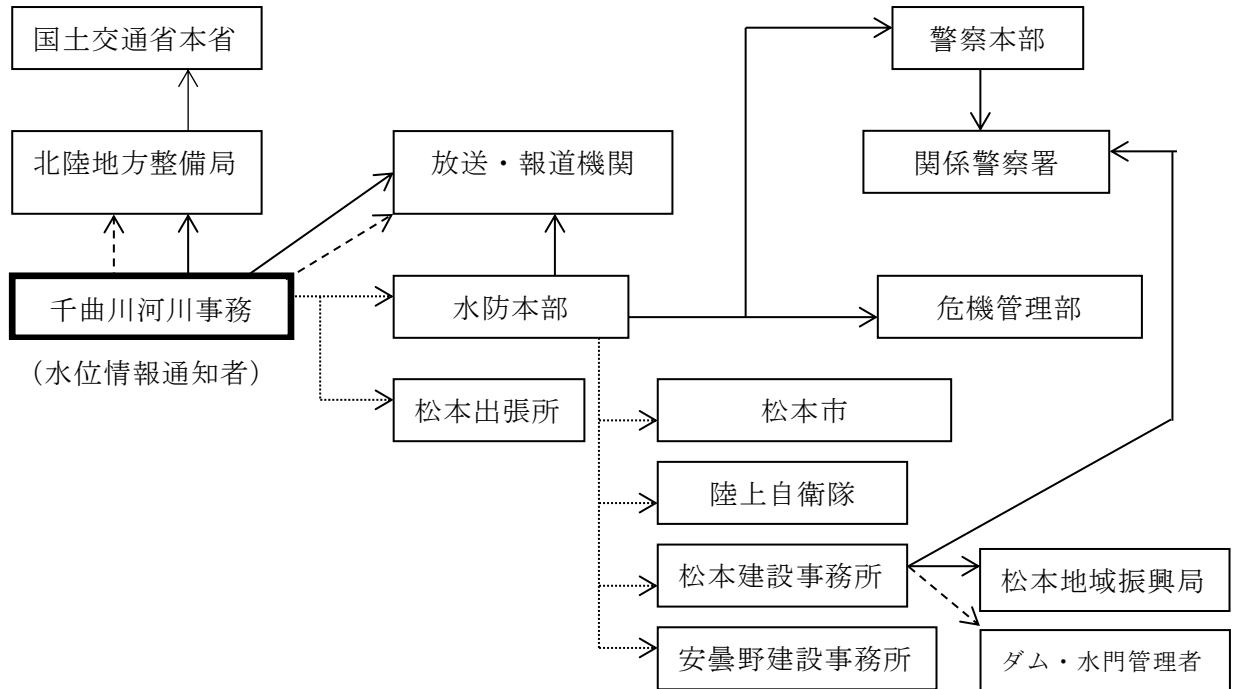 国土交通省本省
警察本部
北陸地方整備局
放送・報道機関
関係警察署
千曲川河川事務
水防本部
危機管理部
（水位情報通知者）
松本出張所
松本市
陸上自衛隊
松本建設事務所
松本地域振興局
安曇野建設事務所
ダム・水門管理者